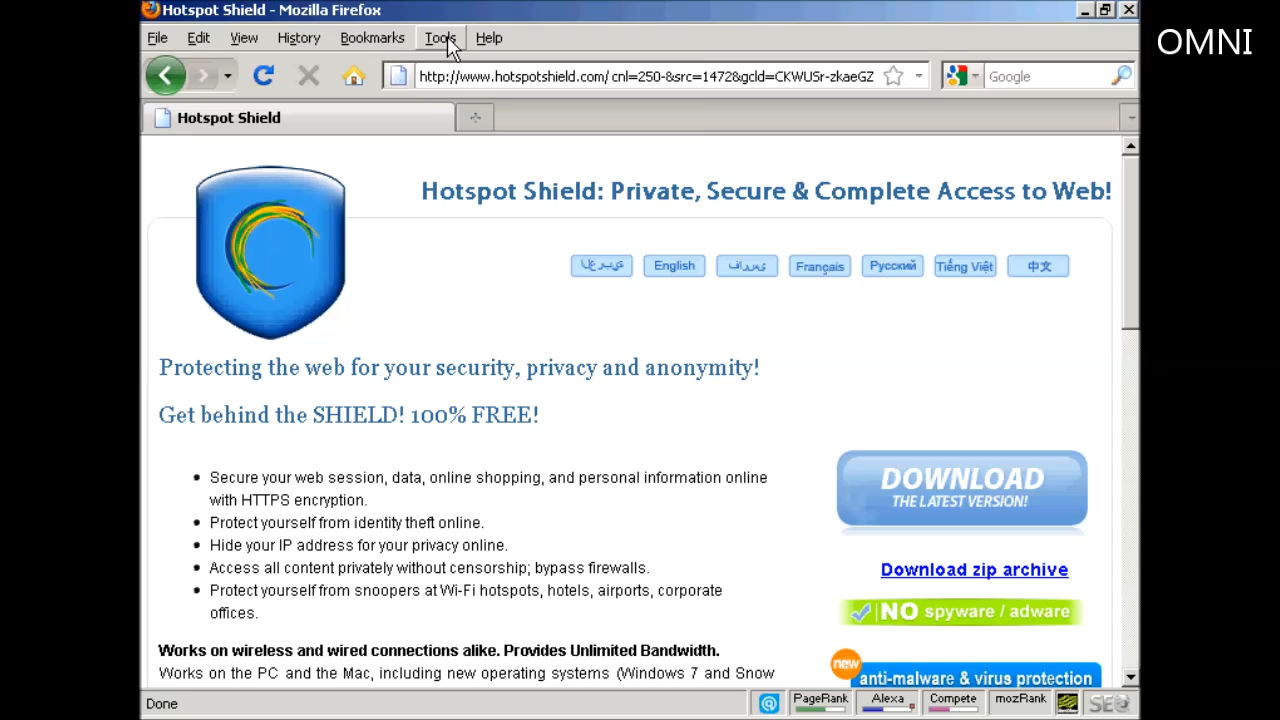 Hotspot Shield - Mozilla Firefox
OMNI
File Edit View History Bookmarks Tools Help
http://www.hotspotshield.com/ cnl=250-&src=1472&gcld=CKWUSr-zkaeGZ
Google
Hotspot Shield
Hotspot Shield: Private, Secure & Complete Access to Web!
العربية English فارسی Français Русский Tiếng Việt 中文
Protecting the web for your security, privacy and anonymity!
Get behind the SHIELD! 100% FREE!
Secure your web session, data, online shopping, and personal information online
with HTTPS encryption.
Protect yourself from identity theft online.
Hide your IP address for your privacy online.
Access all content privately without censorship; bypass firewalls.
Protect yourself from snoopers at Wi-Fi hotspots, hotels, airports, corporate
offices.
DOWNLOAD
THE LATEST VERSION!
Download zip archive
NO spyware / adware
Works on wireless and wired connections alike. Provides Unlimited Bandwidth.
Works on the PC and the Mac, including new operating systems (Windows 7 and Snow
new
anti-malware & virus protection
Done
PageRank Alexa Compete mozRank SEO